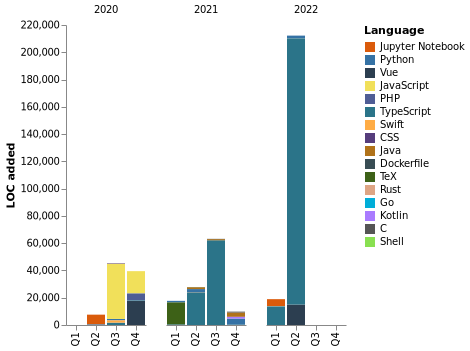 2020 2021 2022
220,000
200,000
180,000
160,000
140,000
120,000
100,000
80,000
60,000
40,000
20,000
0
LOC added
Q1 Q2 Q3 Q4 Q1 Q2 Q3 Q4 Q1 Q2 Q3 Q4
Language
Jupyter Notebook
Python
Vue
JavaScript
PHP
TypeScript
Swift
CSS
Java
Dockerfile
TeX
Rust
Go
Kotlin
C
Shell